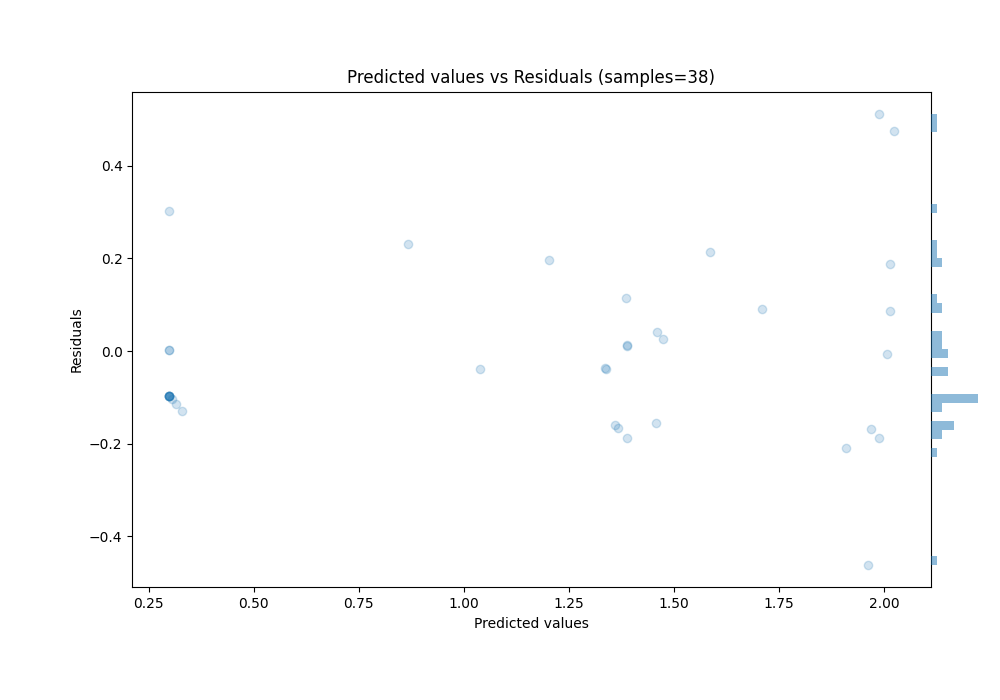 Predicted values vs Residuals (samples=38)
0.4
0.2
0.0
−0.2
−0.4
Residuals
0.25 0.50 0.75 1.00 1.25 1.50 1.75 2.00
Predicted values